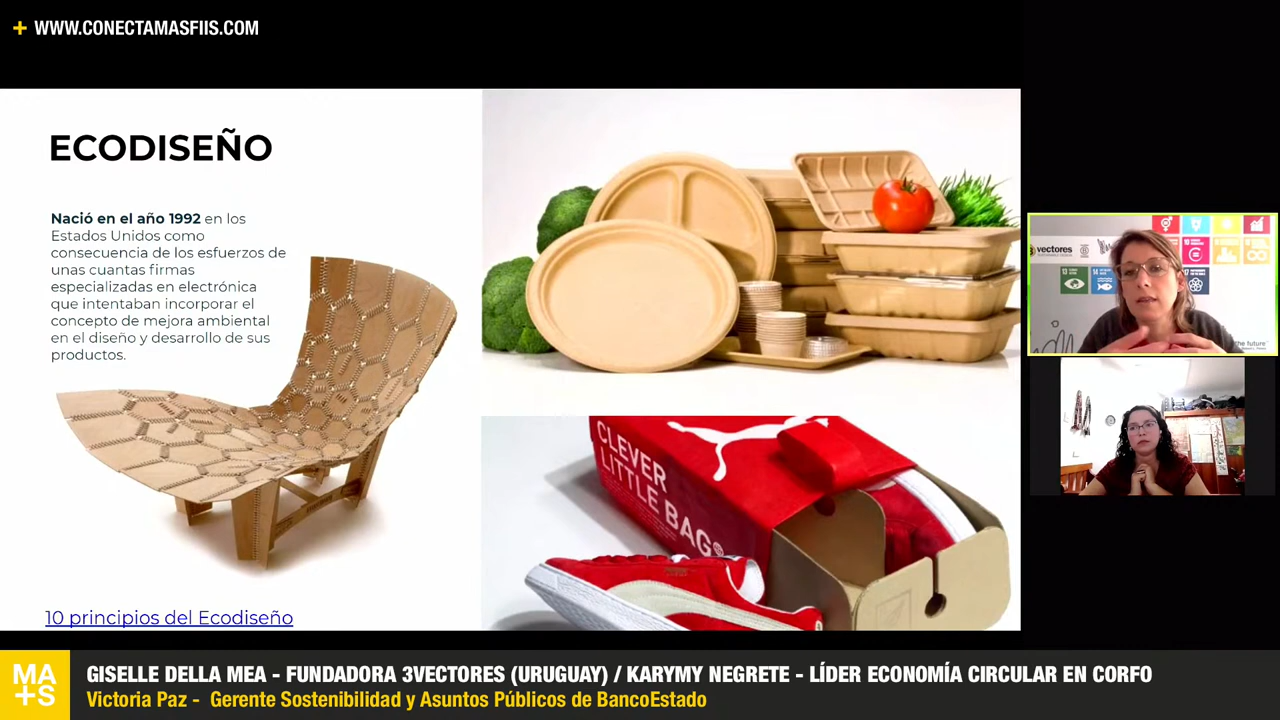 + WWW.CONECTAMASFIIS.COM
ECODISEÑO
Nació en el año 1992 en los
Estados Unidos como
consecuencia de los esfuerzos de
unas cuantas firmas
especializadas en electrónica
que intentaban incorporar el
concepto de mejora ambiental
en el diseño y desarrollo de sus
productos.
10 principios del Ecodiseño
CLEVER
LITTLE BAG
vectores
the future
MA
+S
GISELLE DELLA MEA - FUNDADORA 3VECTORES (URUGUAY) / KARYMY NEGRETE - LÍDER ECONOMÍA CIRCULAR EN CORFO
Victoria Paz - Gerente Sostenibilidad y Asuntos Públicos de BancoEstado